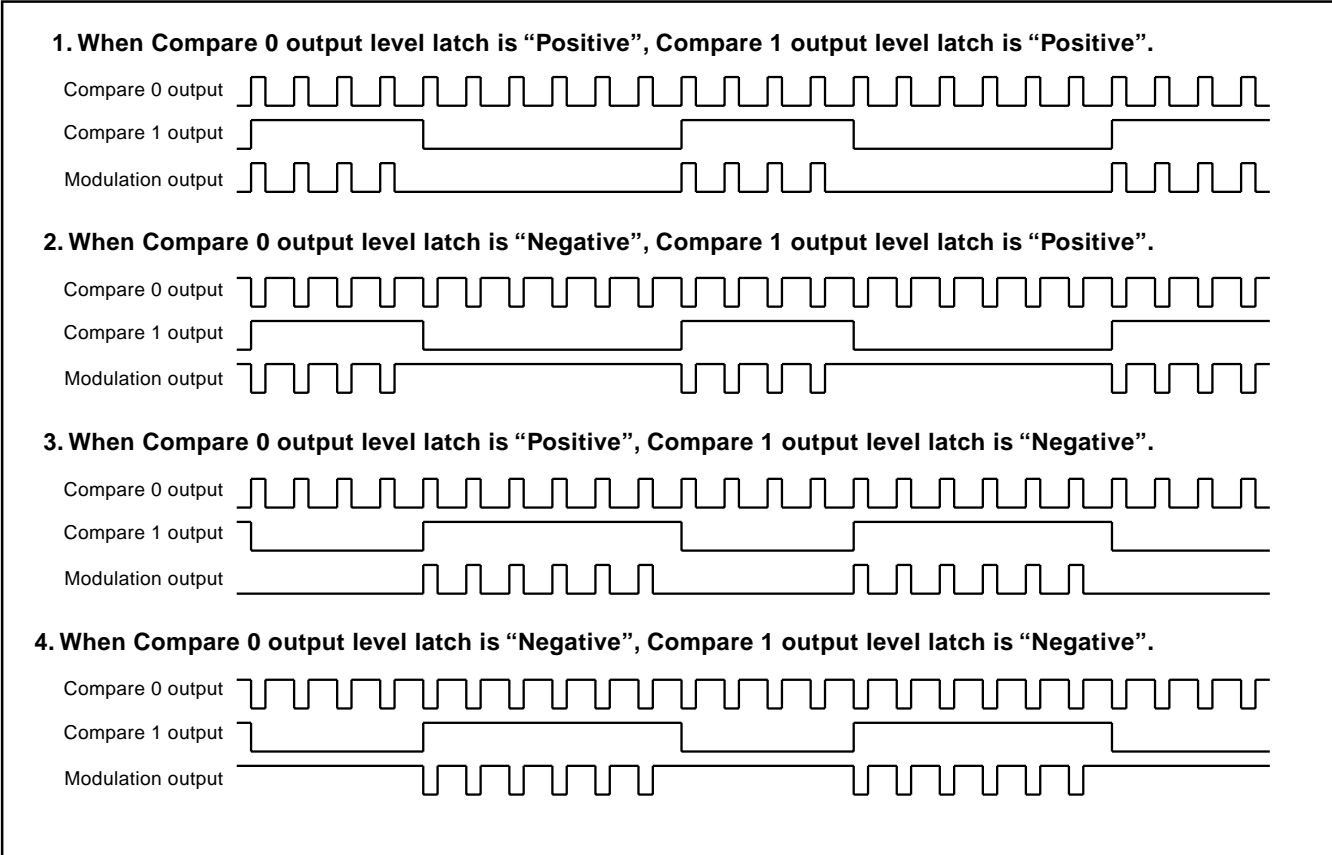 1. When Compare 0 output level latch is “Positive”, Compare 1 output level latch is “Positive”.
Compare 0 output
Compare 1 output
Modulation output
2. When Compare 0 output level latch is “Negative”, Compare 1 output level latch is “Positive”.
Compare 0 output
Compare 1 output
Modulation output
3. When Compare 0 output level latch is “Positive”, Compare 1 output level latch is “Negative”.
Compare 0 output
Compare 1 output
Modulation output
4. When Compare 0 output level latch is “Negative”, Compare 1 output level latch is “Negative”.
Compare 0 output
Compare 1 output
Modulation output